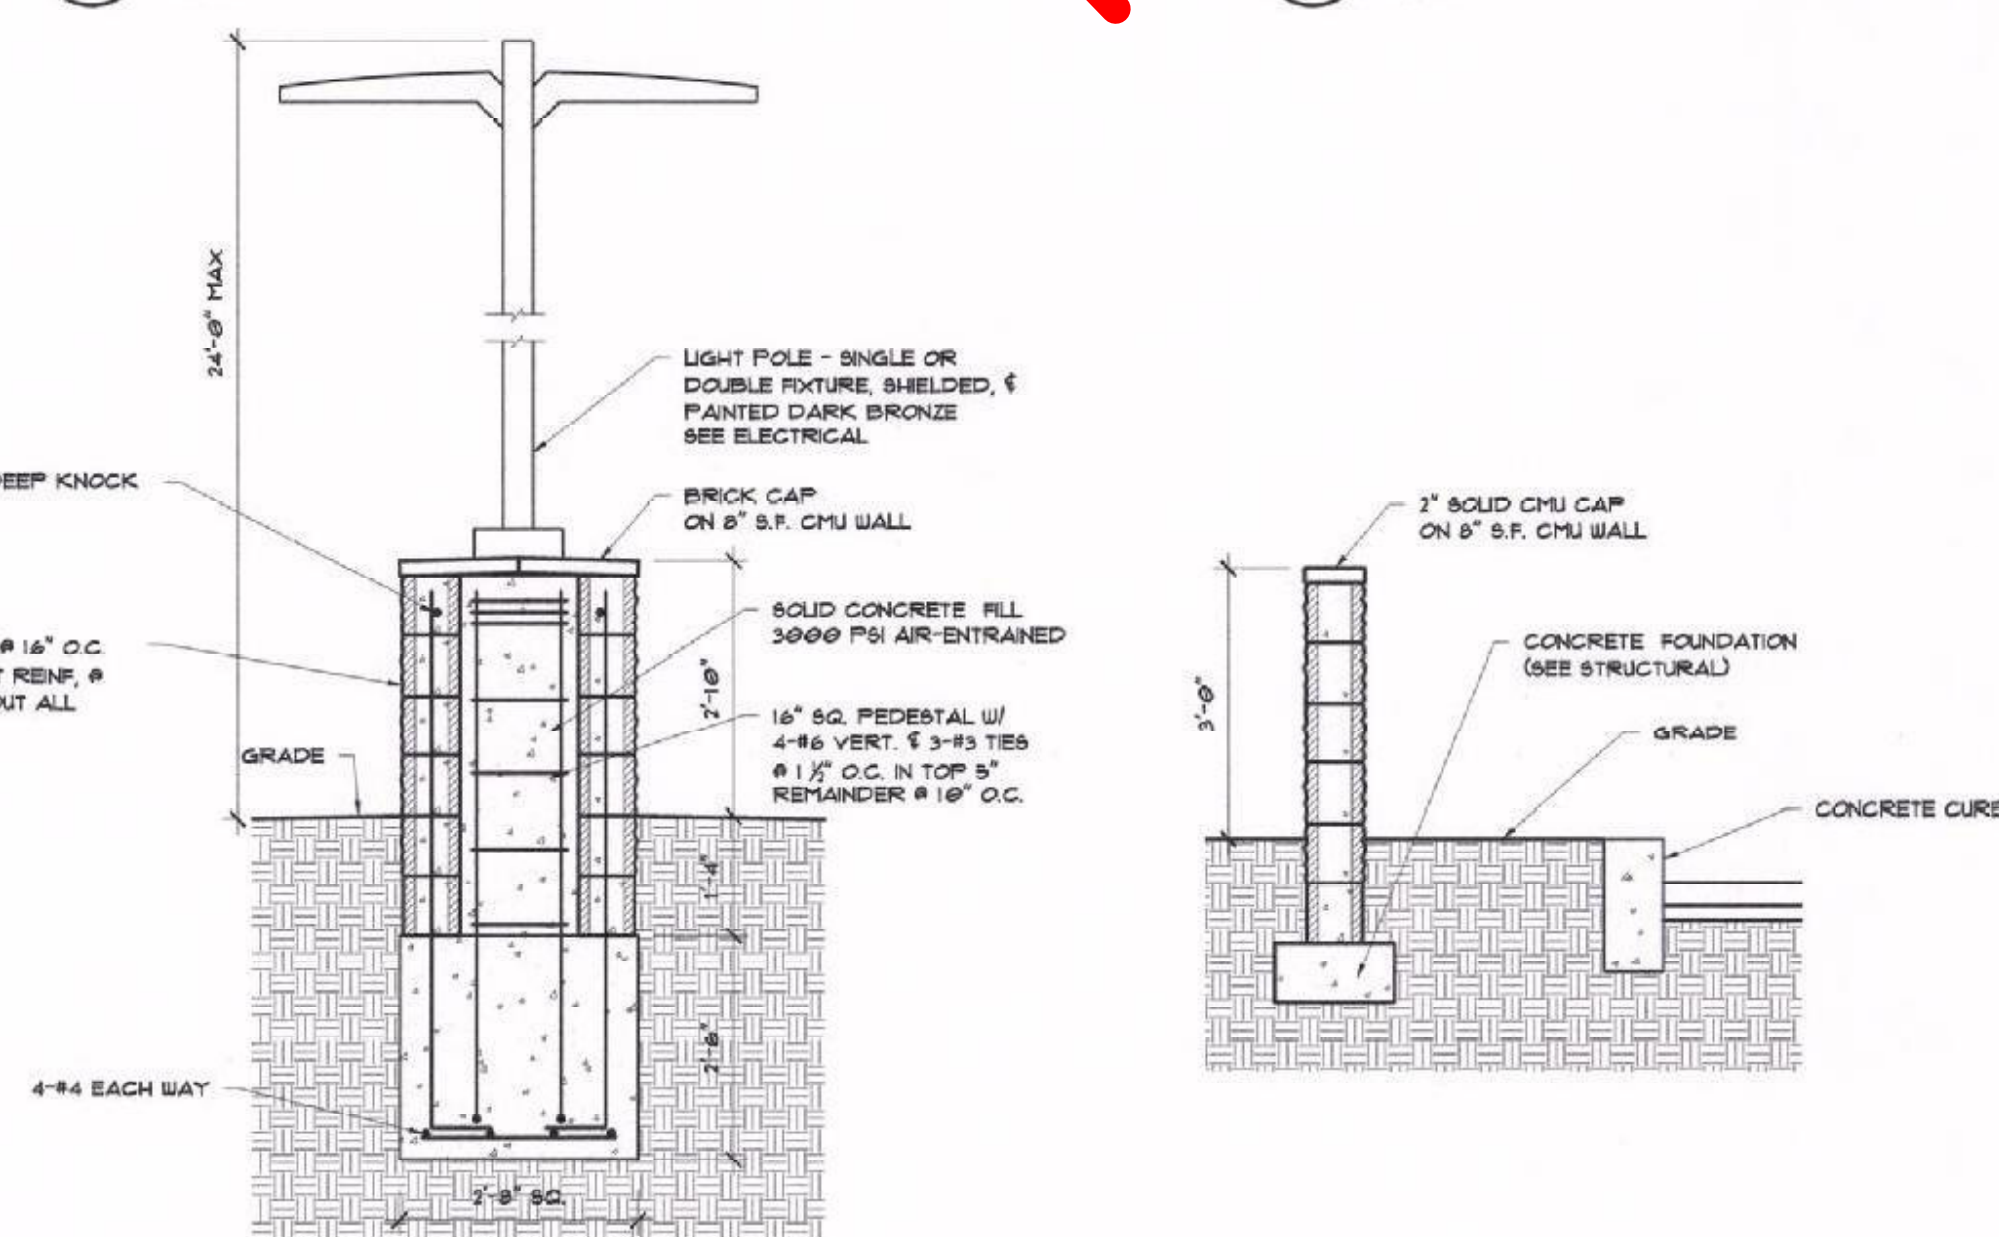 24'-0" MAX
LIGHT POLE - SINGLE OR
DOUBLE FIXTURE, SHIELDED, &
PAINTED DARK BRONZE
SEE ELECTRICAL
EEP KNOCK
BRICK CAP
ON 8" S.F. CMU WALL
SOLID CONCRETE FILL
3000 PSI AIR-ENTRAINED
@ 16" O.C.
REINF, @
OUT ALL
2'-10"
16" SQ. PEDESTAL W/
4-#6 VERT. & 3-#3 TIES
@ 1 ½" O.C. IN TOP 5"
REMAINDER @ 10" O.C.
GRADE
1'-4"
2'-6"
4-#4 EACH WAY
2'-8" SQ.
2" SOLID CMU CAP
ON 8" S.F. CMU WALL
CONCRETE FOUNDATION
(SEE STRUCTURAL)
3'-0"
GRADE
CONCRETE CURB